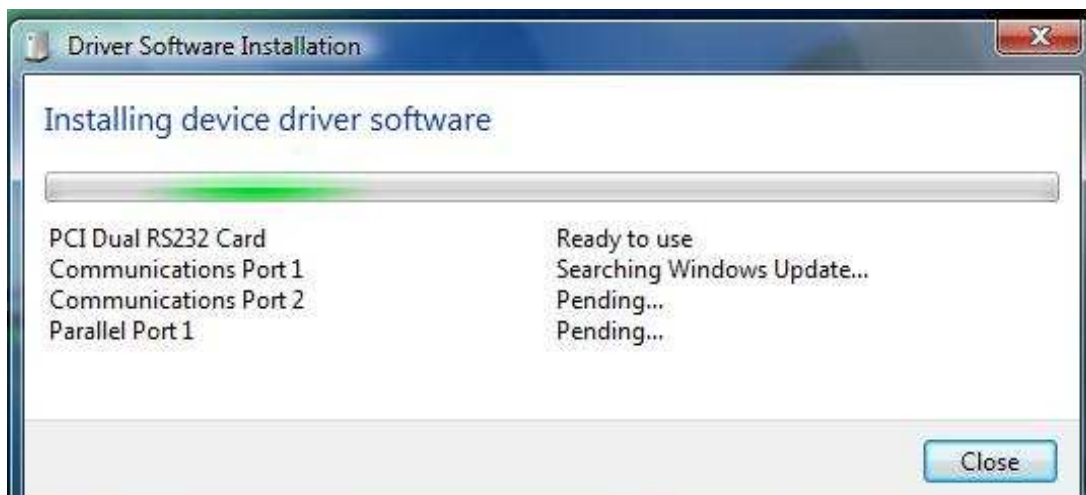 Driver Software Installation
Installing device driver software
PCI Dual RS232 Card Ready to use
Communications Port 1 Searching Windows Update...
Communications Port 2 Pending...
Parallel Port 1 Pending...
Close